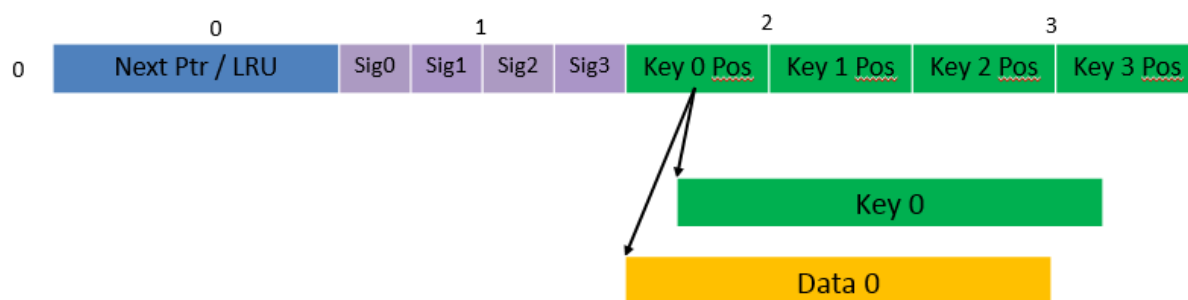 0 1 2 3
0 Next Ptr / LRU Sig0 Sig1 Sig2 Sig3 Key 0 Pos Key 1 Pos Key 2 Pos Key 3 Pos
Key 0
Data 0